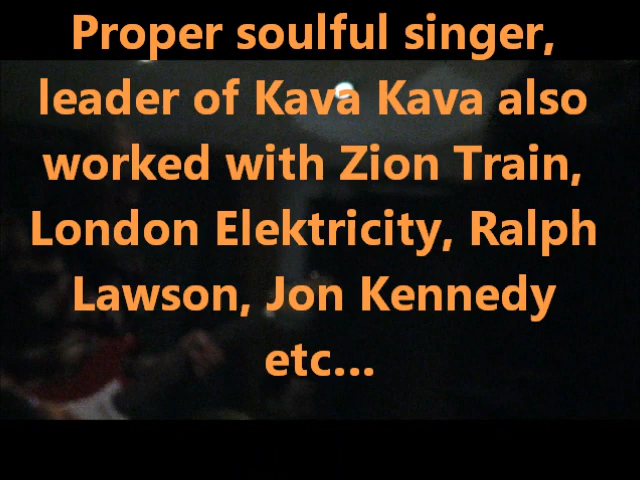 Proper soulful singer,
leader of Kava Kava also
worked with Zion Train,
London Elektricity, Ralph
Lawson, Jon Kennedy
etc...